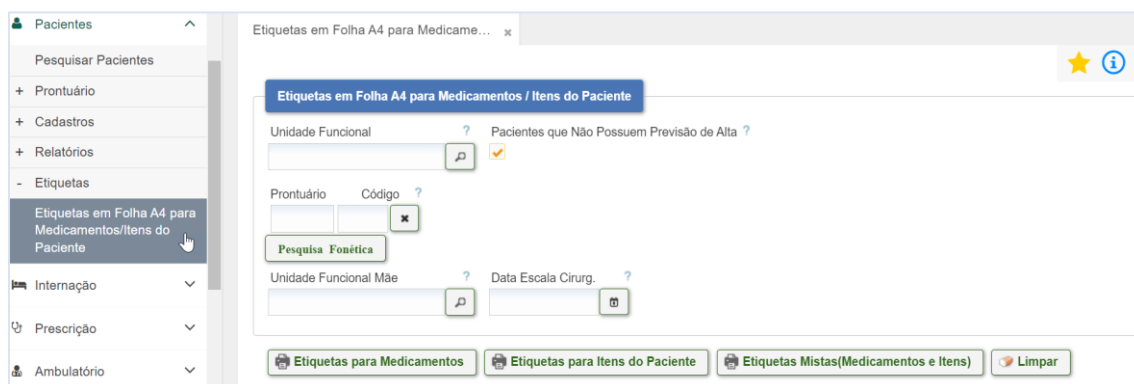 Pacientes
Pesquisar Pacientes
+ Prontuário
+ Cadastros
+ Relatórios
- Etiquetas
Etiquetas em Folha A4 para
Medicamentos/Itens do
Paciente
Internação
Prescrição
Ambulatório
Etiquetas em Folha A4 para Medicame...
Etiquetas em Folha A4 para Medicamentos / Itens do Paciente
Unidade Funcional ? Pacientes que Não Possuem Previsão de Alta ?
Prontuário Código ?
Pesquisa Fonética
Unidade Funcional Mãe ? Data Escala Cirurg. ?
Etiquetas para Medicamentos Etiquetas para Itens do Paciente Etiquetas Mistas(Medicamentos e Itens) Limpar